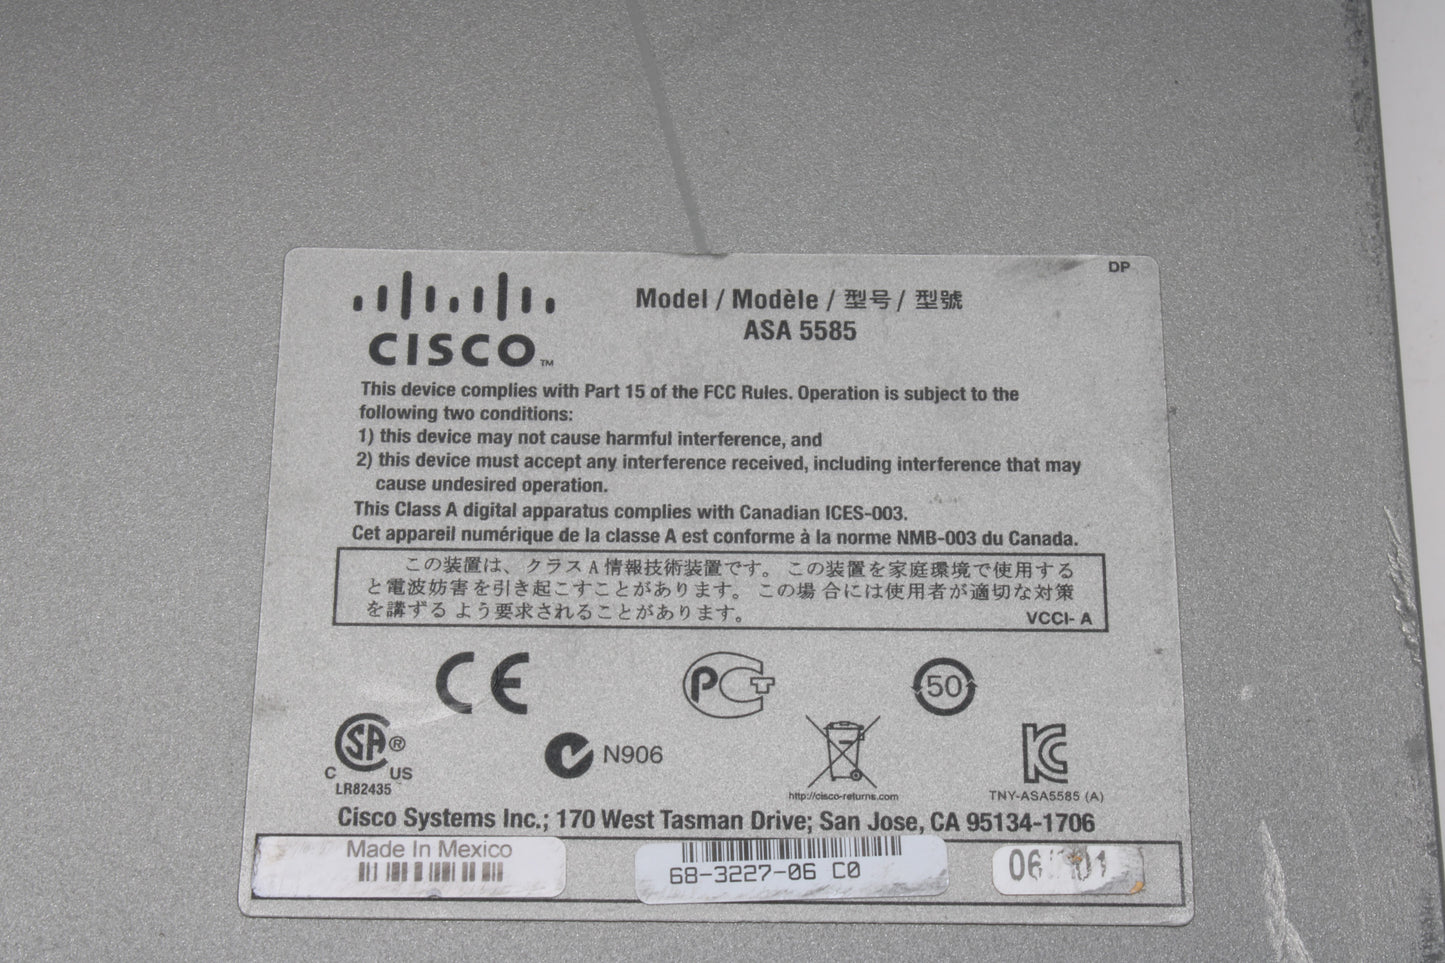 DP
CISCO™
Model / Modèle / 型号 / 型號
ASA 5585
This device complies with Part 15 of the FCC Rules. Operation is subject to the
following two conditions:
1) this device may not cause harmful interference, and
2) this device must accept any interference received, including interference that may
cause undesired operation.
This Class A digital apparatus complies with Canadian ICES-003.
Cet appareil numérique de la classe A est conforme à la norme NMB-003 du Canada.
この装置は、クラスA情報技術装置です。この装置を家庭環境で使用する
と電波妨害を引き起こすことがあります。この場合には使用者が適切な対策
を講ずるよう要求されることがあります。
VCCI- A
CE
PCT
50
SA®
C US
LR82435
N906
http://cisco-returns.com
KC
TNY-ASA5585 (A)
Cisco Systems Inc.; 170 West Tasman Drive; San Jose, CA 95134-1706
Made In Mexico
68-3227-06 C0